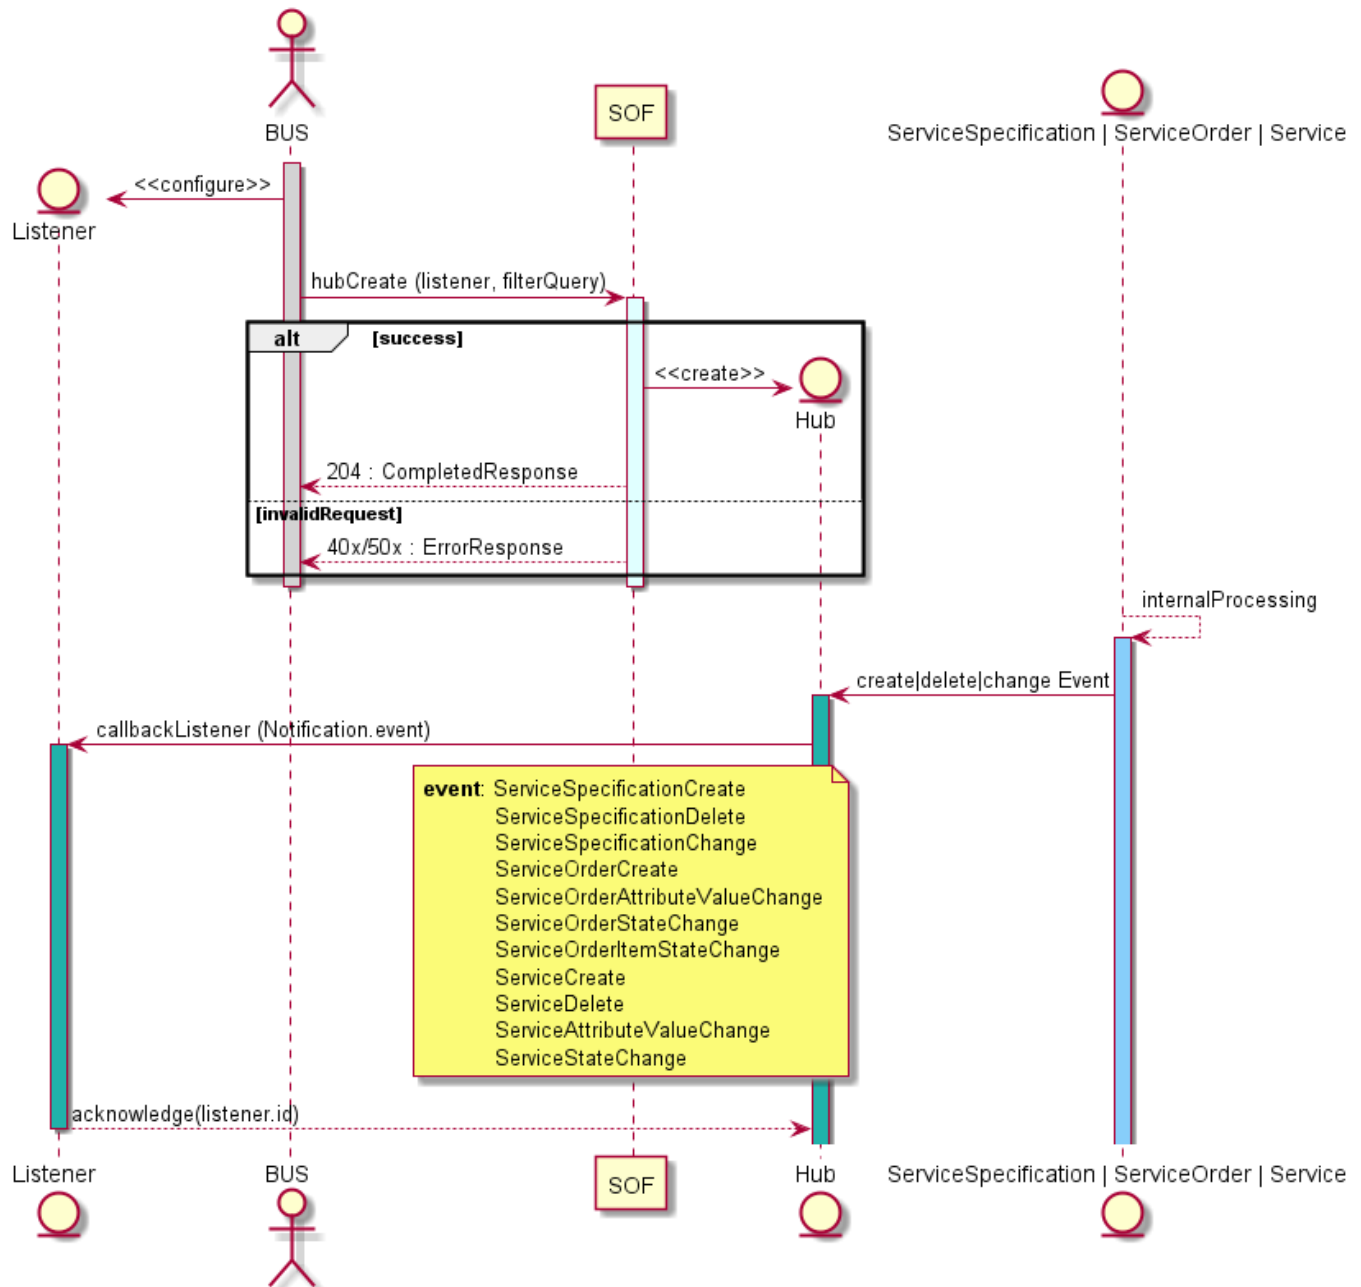 BUS
SOF
ServiceSpecification | ServiceOrder | Service
<<configure>>
Listener
hubCreate (listener, filterQuery)
alt [success]
<<create>>
Hub
204 : CompletedResponse
[invalidRequest]
40x/50x : ErrorResponse
internalProcessing
create|delete|change Event
callbackListener (Notification.event)
event: ServiceSpecificationCreate
ServiceSpecificationDelete
ServiceSpecificationChange
ServiceOrderCreate
ServiceOrderAttributeValueChange
ServiceOrderStateChange
ServiceOrderItemStateChange
ServiceCreate
ServiceDelete
ServiceAttributeValueChange
ServiceStateChange
acknowledge(listener.id)
Listener
BUS
SOF
Hub
ServiceSpecification | ServiceOrder | Service